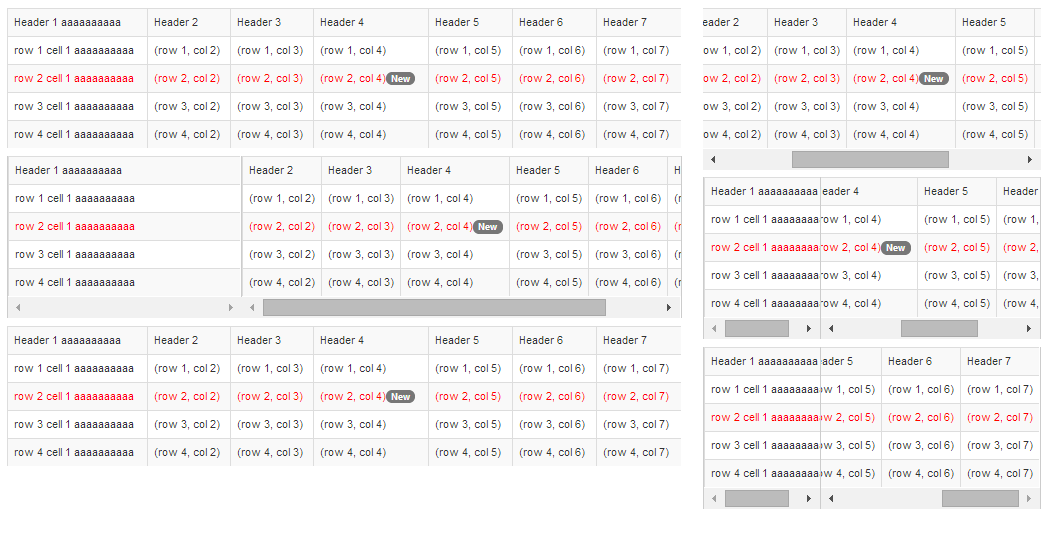 Header 1 aaaaaaaaaa Header 2 Header 3 Header 4 Header 5 Header 6 Header 7
row 1 cell 1 aaaaaaaaaa (row 1, col 2) (row 1, col 3) (row 1, col 4) (row 1, col 5) (row 1, col 6) (row 1, col 7)
row 2 cell 1 aaaaaaaaaa (row 2, col 2) (row 2, col 3) (row 2, col 4) New (row 2, col 5) (row 2, col 6) (row 2, col 7)
row 3 cell 1 aaaaaaaaaa (row 3, col 2) (row 3, col 3) (row 3, col 4) (row 3, col 5) (row 3, col 6) (row 3, col 7)
row 4 cell 1 aaaaaaaaaa (row 4, col 2) (row 4, col 3) (row 4, col 4) (row 4, col 5) (row 4, col 6) (row 4, col 7)
Header 1 aaaaaaaaaa Header 2 Header 3 Header 4 Header 5 Header 6 H
row 1 cell 1 aaaaaaaaaa (row 1, col 2) (row 1, col 3) (row 1, col 4) (row 1, col 5) (row 1, col 6) (r
row 2 cell 1 aaaaaaaaaa (row 2, col 2) (row 2, col 3) (row 2, col 4) New (row 2, col 5) (row 2, col 6) (r
row 3 cell 1 aaaaaaaaaa (row 3, col 2) (row 3, col 3) (row 3, col 4) (row 3, col 5) (row 3, col 6) (r
row 4 cell 1 aaaaaaaaaa (row 4, col 2) (row 4, col 3) (row 4, col 4) (row 4, col 5) (row 4, col 6) (r
Header 1 aaaaaaaaaa Header 2 Header 3 Header 4 Header 5 Header 6 Header 7
row 1 cell 1 aaaaaaaaaa (row 1, col 2) (row 1, col 3) (row 1, col 4) (row 1, col 5) (row 1, col 6) (row 1, col 7)
row 2 cell 1 aaaaaaaaaa (row 2, col 2) (row 2, col 3) (row 2, col 4) New (row 2, col 5) (row 2, col 6) (row 2, col 7)
row 3 cell 1 aaaaaaaaaa (row 3, col 2) (row 3, col 3) (row 3, col 4) (row 3, col 5) (row 3, col 6) (row 3, col 7)
row 4 cell 1 aaaaaaaaaa (row 4, col 2) (row 4, col 3) (row 4, col 4) (row 4, col 5) (row 4, col 6) (row 4, col 7)
eader 2 Header 3 Header 4 Header 5
ow 1, col 2) (row 1, col 3) (row 1, col 4) (row 1, col 5)
ow 2, col 2) (row 2, col 3) (row 2, col 4) New (row 2, col 5)
ow 3, col 2) (row 3, col 3) (row 3, col 4) (row 3, col 5)
ow 4, col 2) (row 4, col 3) (row 4, col 4) (row 4, col 5)
Header 1 aaaaaaaaaa eader 4 Header 5 Header
row 1 cell 1 aaaaaaaaaa row 1, col 4) (row 1, col 5) (row 1,
row 2 cell 1 aaaaaaaaaa row 2, col 4) New (row 2, col 5) (row 2,
row 3 cell 1 aaaaaaaaaa row 3, col 4) (row 3, col 5) (row 3,
row 4 cell 1 aaaaaaaaaa row 4, col 4) (row 4, col 5) (row 4,
Header 1 aaaaaaaaaa eader 5 Header 6 Header 7
row 1 cell 1 aaaaaaaaaa ow 1, col 5) (row 1, col 6) (row 1, col 7)
row 2 cell 1 aaaaaaaaaa ow 2, col 5) (row 2, col 6) (row 2, col 7)
row 3 cell 1 aaaaaaaaaa ow 3, col 5) (row 3, col 6) (row 3, col 7)
row 4 cell 1 aaaaaaaaaa ow 4, col 5) (row 4, col 6) (row 4, col 7)